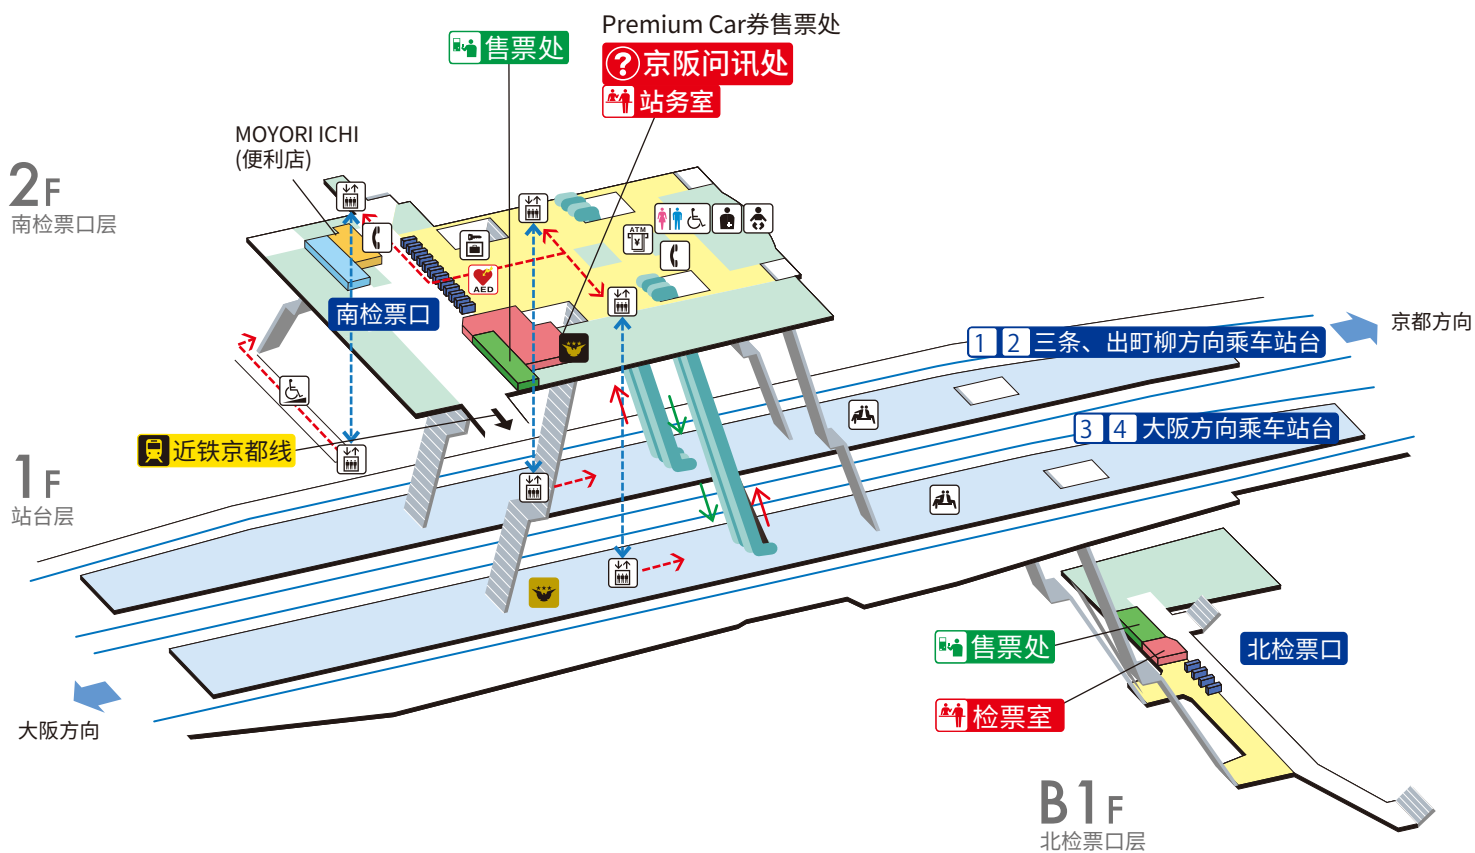 Premium Car券售票处
售票处
?京阪问讯处
站务室
MOYORI ICHI
(便利店)
2F
南检票口层
ATM
¥
AED
南检票口
京都方向
1 2 三条、出町柳方向乘车站台
3 4 大阪方向乘车站台
近铁京都线
1F
站台层
售票处
北检票口
检票室
大阪方向
B1F
北检票口层